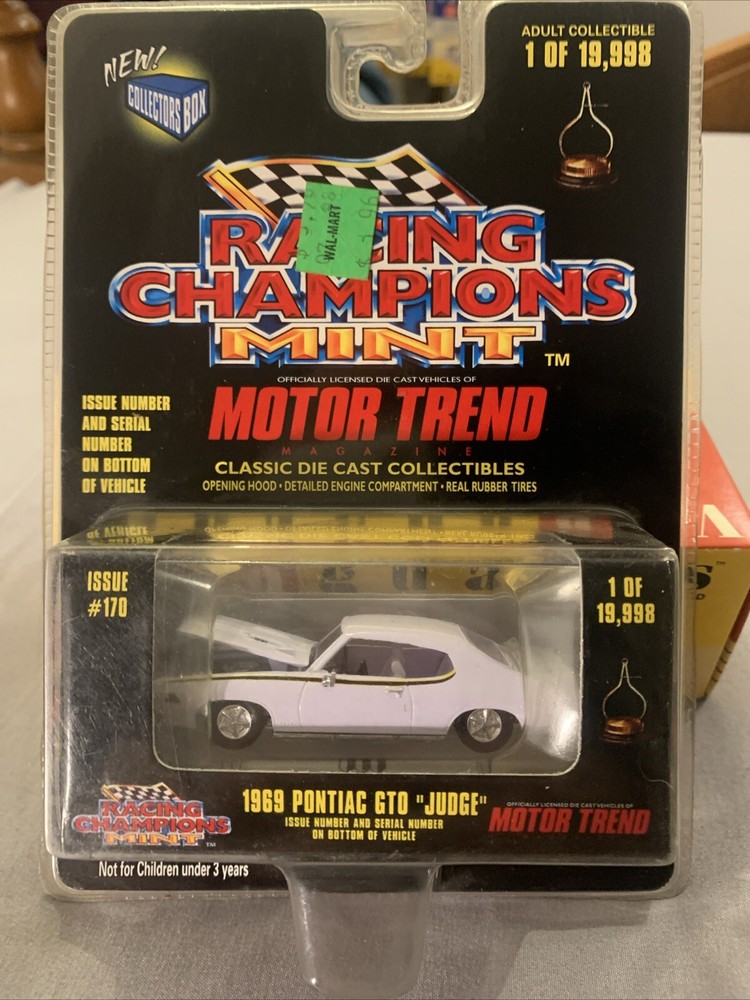 NEW!
COLLECTORS BOX
ADULT COLLECTIBLE
1 OF 19,998
WAL-MART
RACING
CHAMPIONS
MINT TM
OFFICIALLY LICENSED DIE CAST VEHICLES OF
MOTOR TREND
MAGAZINE
CLASSIC DIE CAST COLLECTIBLES
OPENING HOOD • DETAILED ENGINE COMPARTMENT • REAL RUBBER TIRES
ISSUE NUMBER
AND SERIAL
NUMBER
ON BOTTOM
OF VEHICLE
ISSUE
#170
1 OF
19,998
RACING
CHAMPIONS
MINT TM
1969 PONTIAC GTO "JUDGE"
ISSUE NUMBER AND SERIAL NUMBER
ON BOTTOM OF VEHICLE
OFFICIALLY LICENSED DIE CAST VEHICLES OF
MOTOR TREND
Not for Children under 3 years